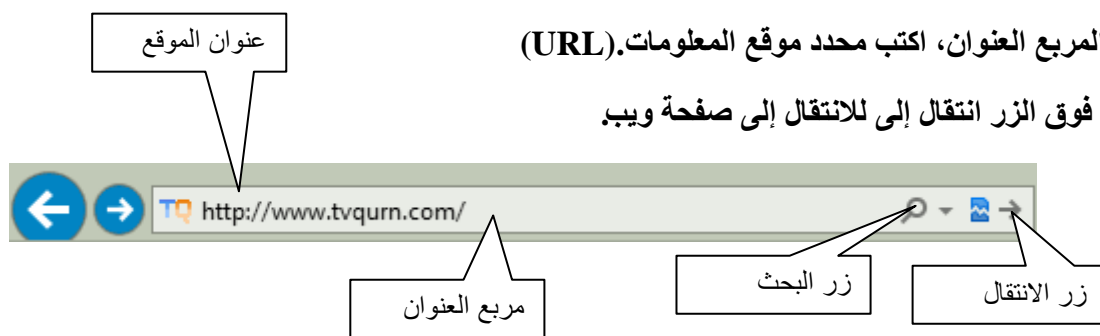 عنوان الموقع
لمربع العنوان، اكتب محدد موقع المعلومات.(URL)
فوق الزر انتقال إلى للانتقال إلى صفحة ويب.
TQ http://www.tvqurn.com/
زر الانتقال
زر البحث
مربع العنوان